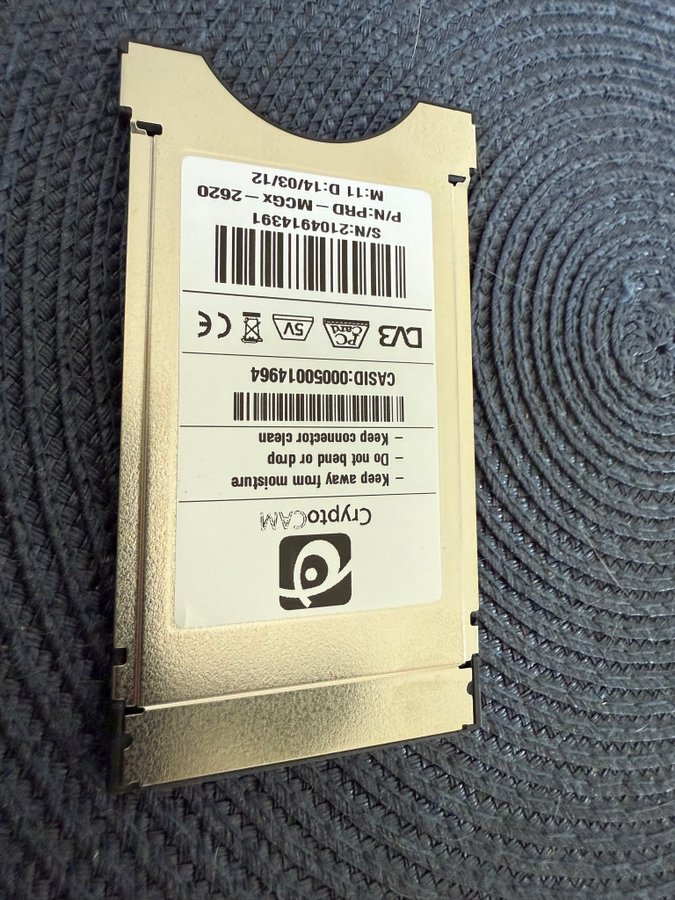 CryptoCAM
– Keep away from moisture
– Do not bend or drop
– Keep connector clean
CASID:00050014964
DVB PC Card 5V CE
S/N:2104914391
P/N:PRD – MCGx – 2620
M:11 D:14/03/12